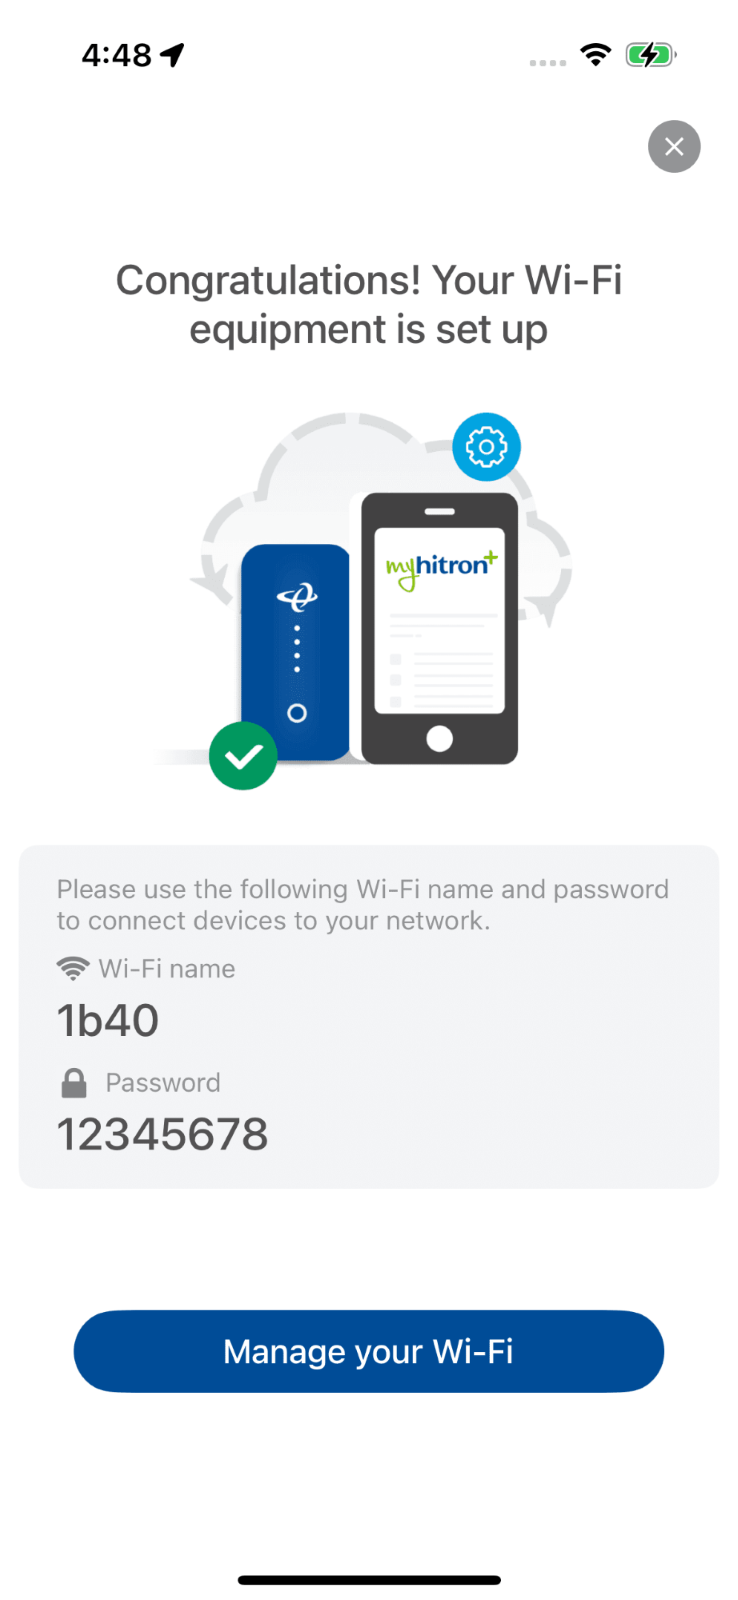 4:48
Congratulations! Your Wi-Fi
equipment is set up
myhitron+
Please use the following Wi-Fi name and password
to connect devices to your network.
Wi-Fi name
1b40
Password
12345678
Manage your Wi-Fi